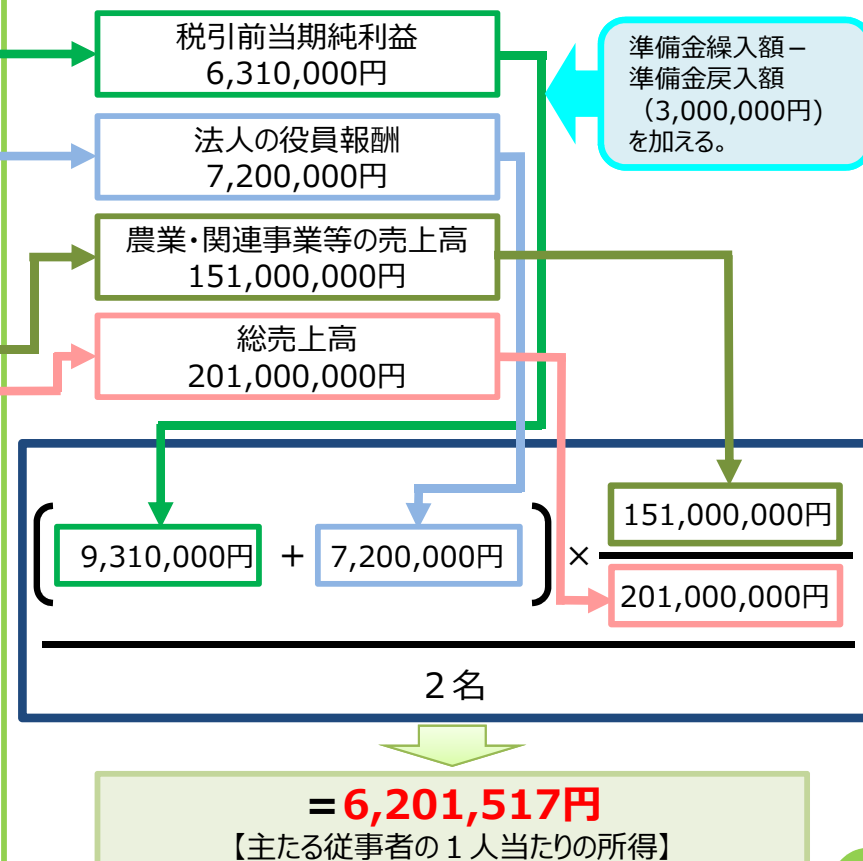 税引前当期純利益
6,310,000円
準備金繰入額－
準備金戻入額
（3,000,000円)
を加える。
法人の役員報酬
7,200,000円
農業・関連事業等の売上高
151,000,000円
総売上高
201,000,000円
9,310,000円 + 7,200,000円 × 151,000,000円
201,000,000円
２名
＝6,201,517円
【主たる従事者の１人当たりの所得】